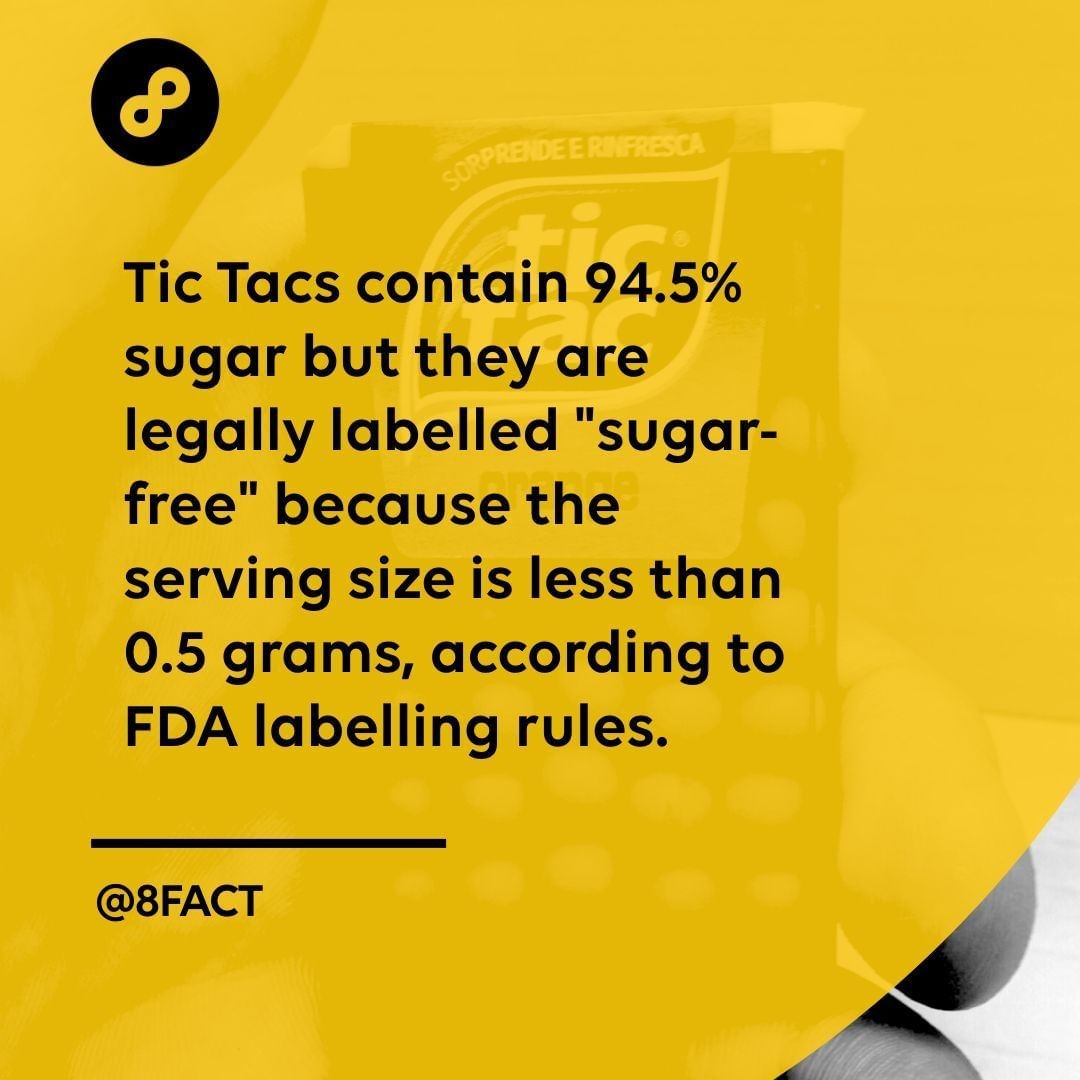 SORPRENDE E RINFRESCA
tic
tac
orange
Tic Tacs contain 94.5%
sugar but they are
legally labelled "sugar-
free" because the
serving size is less than
0.5 grams, according to
FDA labelling rules.
@8FACT